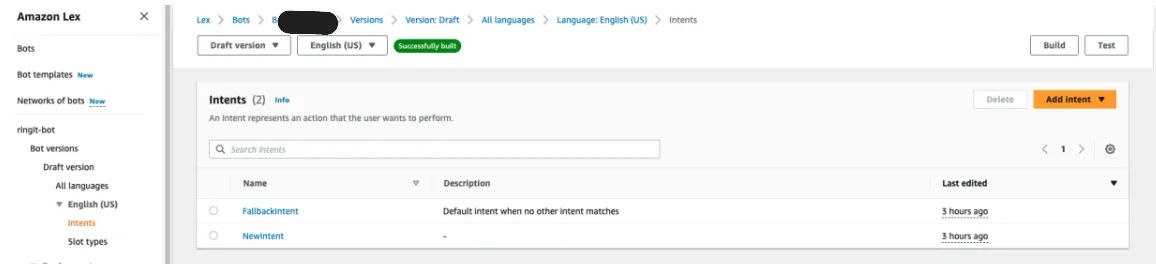 Amazon Lex
Bots
Bot templates New
Networks of bots New
ringit-bot
Bot versions
Draft version
All languages
English (US)
Intents
Slot types
Lex > Bots > B > Versions > Version: Draft > All languages > Language: English (US) > Intents
Draft version English (US) Successfully built Build Test
Intents (2) Info Delete Add intent
An intent represents an action that the user wants to perform.
Search intents 1
Name Description Last edited
FallbackIntent Default intent when no other intent matches 3 hours ago
NewIntent - 3 hours ago